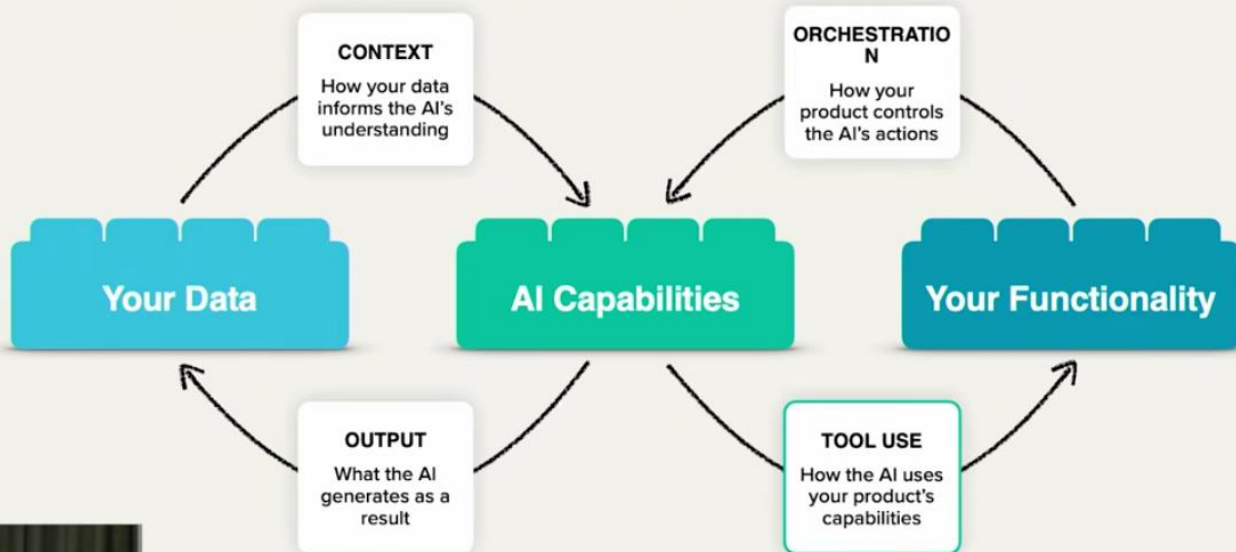 CONTEXT
How your data
informs the AI's
understanding
ORCHESTRATIO
N
How your
product controls
the AI's actions
Your Data
AI Capabilities
Your Functionality
OUTPUT
What the AI
generates as a
result
TOOL USE
How the AI uses
your product's
capabilities